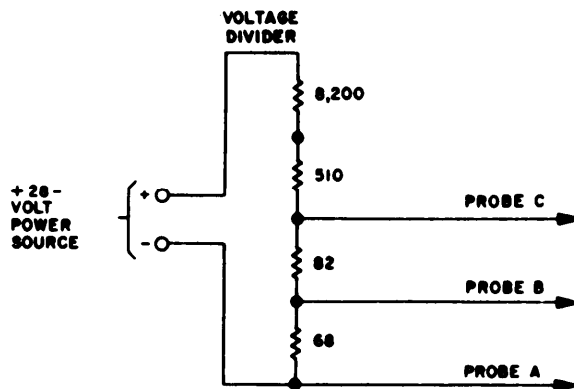 VOLTAGE
DIVIDER
8,200
510
+ 28 -
VOLT
POWER
SOURCE
+
-
PROBE C
82
PROBE B
68
PROBE A